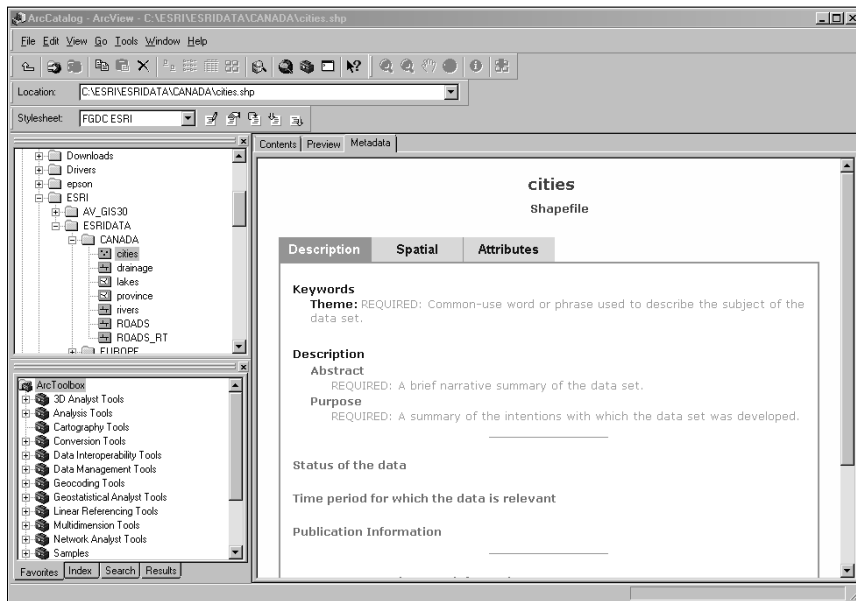 ArcCatalog - ArcView - C:\ESRI\ESRIDATA\CANADA\cities.shp
File Edit View Go Tools Window Help
Location: C:\ESRI\ESRIDATA\CANADA\cities.shp
Stylesheet: FGDC ESRI
Downloads
Drivers
epson
ESRI
AV_GIS30
ESRIDATA
CANADA
cities
drainage
lakes
province
rivers
ROADS
ROADS_RT
EUROPE
ArcToolbox
3D Analyst Tools
Analysis Tools
Cartography Tools
Conversion Tools
Data Interoperability Tools
Data Management Tools
Geocoding Tools
Geostatistical Analyst Tools
Linear Referencing Tools
Multidimension Tools
Network Analyst Tools
Samples
Favorites Index Search Results
Contents Preview Metadata
cities
Shapefile
Description Spatial Attributes
Keywords
Theme: REQUIRED: Common-use word or phrase used to describe the subject of the
data set.
Description
Abstract
REQUIRED: A brief narrative summary of the data set.
Purpose
REQUIRED: A summary of the intentions with which the data set was developed.
Status of the data
Time period for which the data is relevant
Publication Information